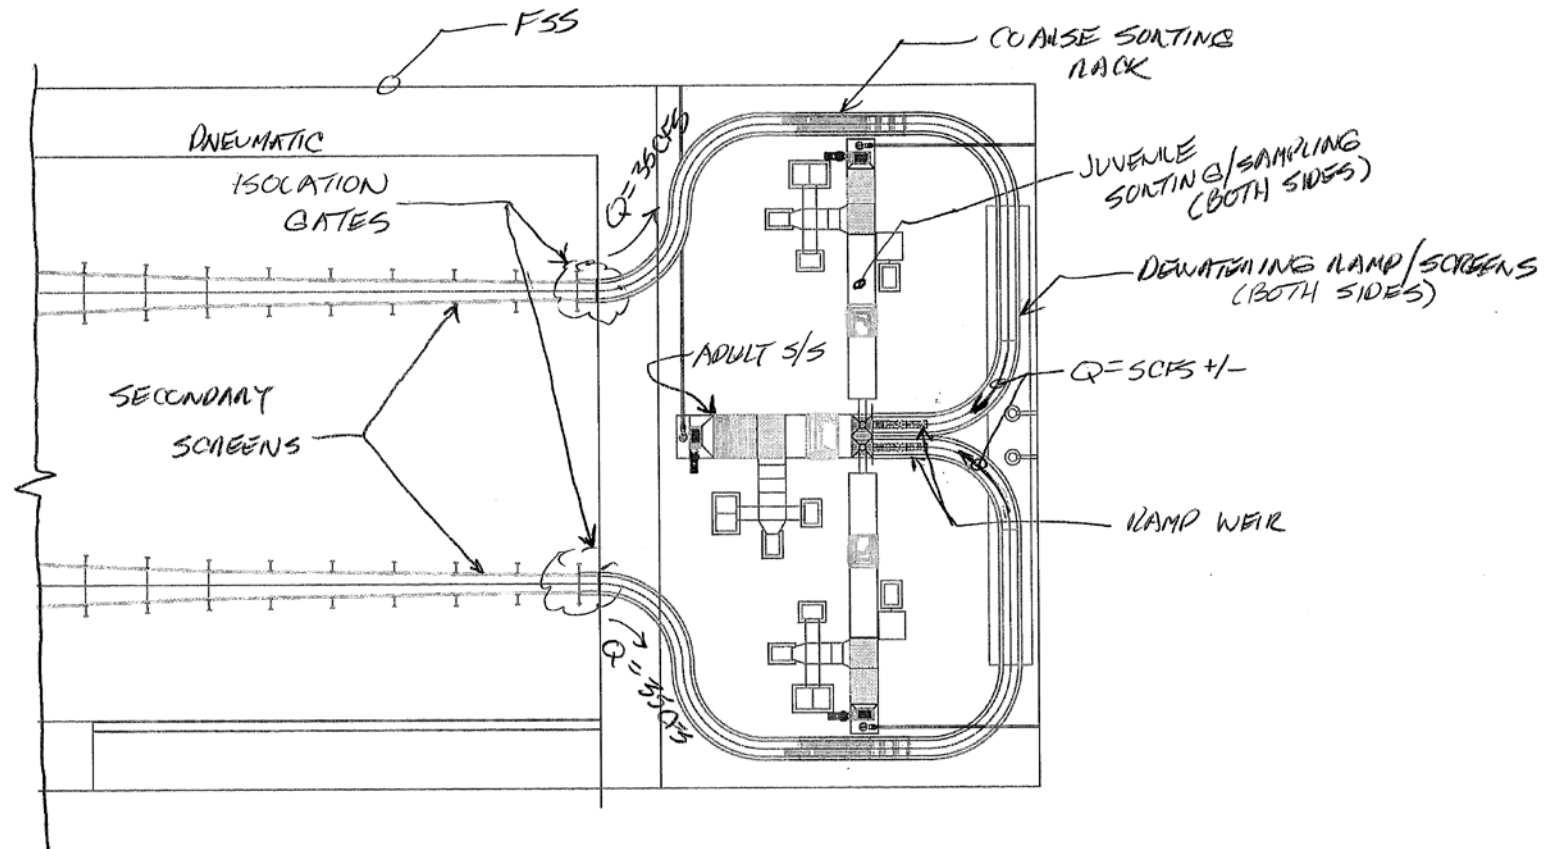 FSS
COARSE SORTING
RACK
PNEUMATIC
ISOLATION
GATES
Q=35CFS
JUVENILE
SORTING/SAMPLING
(BOTH SIDES)
DEWATERING RAMP/SCREENS
(BOTH SIDES)
ADULT S/S
Q=5CFS +/-
SECONDARY
SCREENS
RAMP WEIR
Q=35CFS